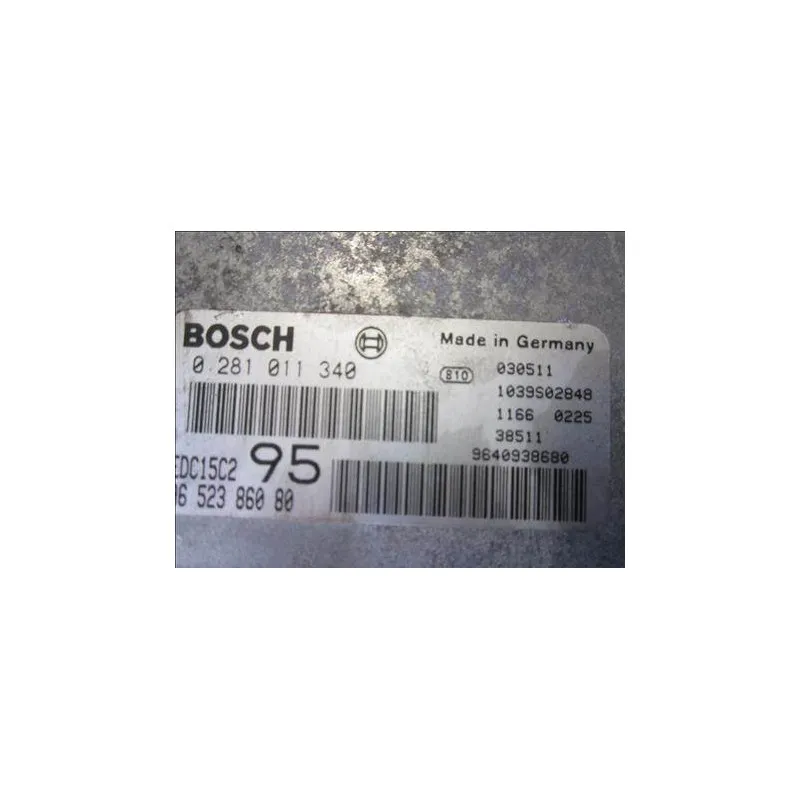 BOSCH
Made in Germany
0 281 011 340
B10
030511
1039S02848
1166 0225
38511
9640938680
EDC15C2
95
96 523 860 80